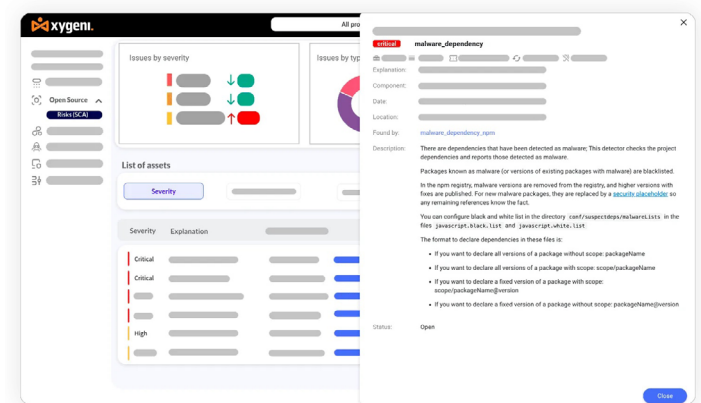 xygeni.
All pro
Open Source
Risks (SCA)
Issues by severity
Issues by typ
List of assets
Severity
Severity Explanation
Critical
Critical
High
critical malware_dependency
Explanation:
Component:
Date:
Location:
Found by: malware_dependency_npm
Description: There are dependencies that have been detected as malware; This detector checks the project
dependencies and reports those detected as malware.
Packages known as malware (or versions of existing packages with malware) are blacklisted.
In the npm registry, malware versions are removed from the registry, and higher versions with
fixes are published. For new malware packages, they are replaced by a security placeholder so
any remaining references know the fact.
You can configure black and white list in the directory conf/suspectdeps/malwareLists in the
files javascript.black.list and javascript.white.list
The format to declare dependencies in these files is:
• If you want to declare all versions of a package without scope: packageName
• If you want to declare all versions of a package with scope: scope/packageName
• If you want to declare a fixed version of a package with scope:
scope/packageName@version
• If you want to declare a fixed version of a package without scope: packageName@version
Status: Open
Close